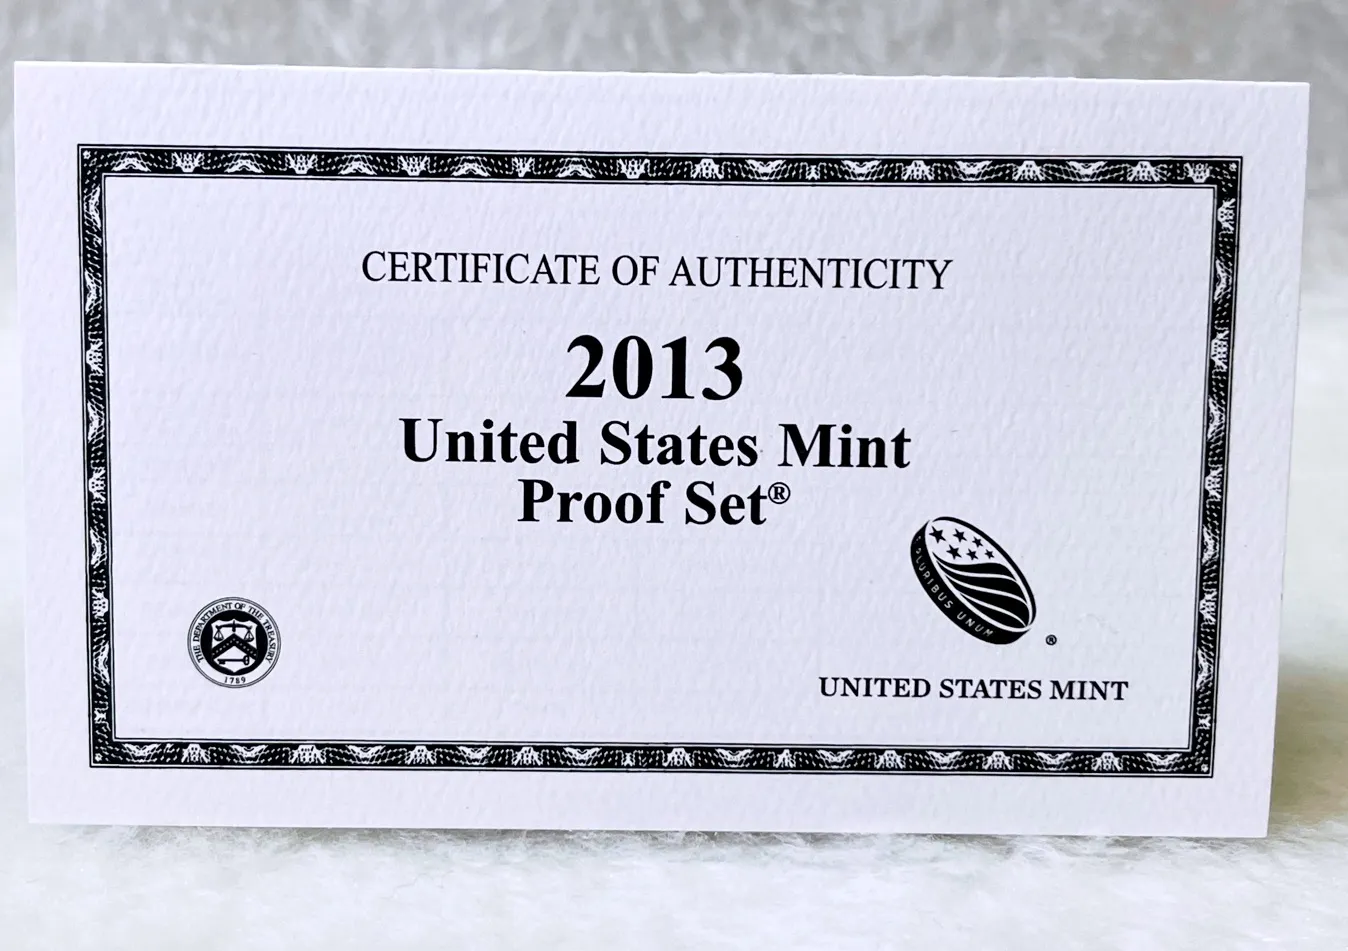 CERTIFICATE OF AUTHENTICITY
2013
United States Mint
Proof Set®
PLURIBUS UNUM
®
THE DEPARTMENT OF THE TREASURY
1789
UNITED STATES MINT